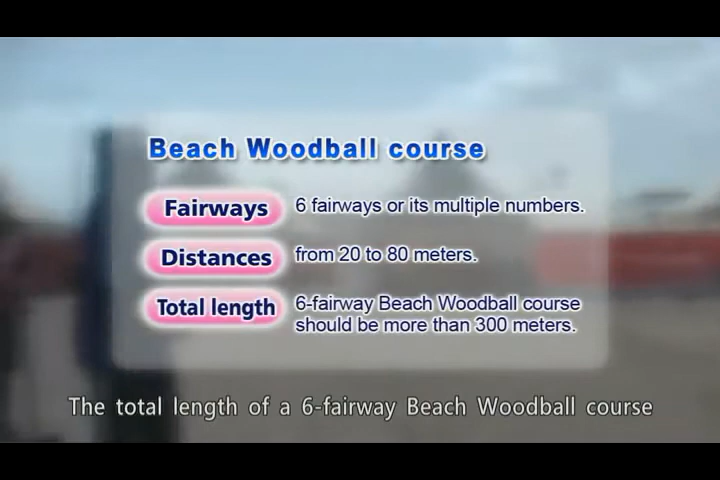 Beach Woodball course
Fairways 6 fairways or its multiple numbers.
Distances from 20 to 80 meters.
Total length 6-fairway Beach Woodball course
should be more than 300 meters.
The total length of a 6-fairway Beach Woodball course